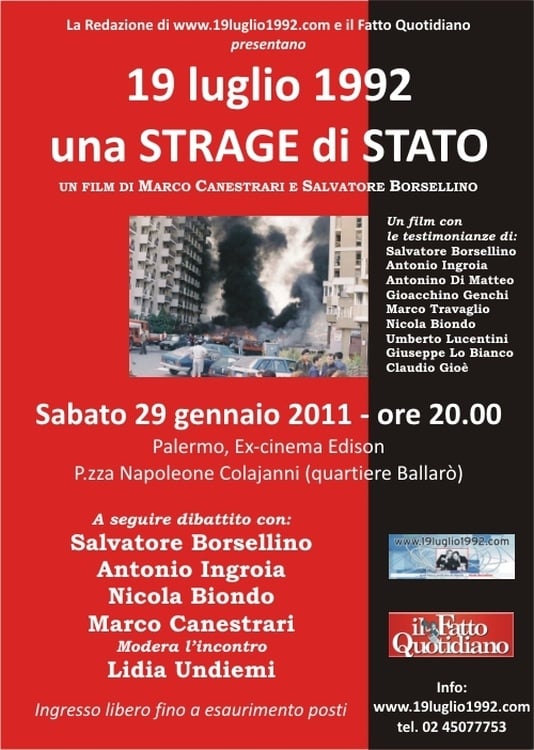 La Redazione di www.19luglio1992.com e il Fatto Quotidiano
presentano
19 luglio 1992
una STRAGE di STATO
UN FILM DI MARCO CANESTRARI E SALVATORE BORSELLINO
Un film con
le testimonianze di:
Salvatore Borsellino
Antonio Ingroia
Antonino Di Matteo
Gioacchino Genchi
Marco Travaglio
Nicola Biondo
Umberto Lucentini
Giuseppe Lo Bianco
Claudio Gioè
Sabato 29 gennaio 2011 - ore 20.00
Palermo, Ex-cinema Edison
P.zza Napoleone Colajanni (quartiere Ballarò)
A seguire dibattito con:
Salvatore Borsellino
Antonio Ingroia
Nicola Biondo
Marco Canestrari
Modera l'incontro
Lidia Undiemi
Ingresso libero fino a esaurimento posti
www.19luglio1992.com
il Fatto
Quotidiano
Info:
www.19luglio1992.com
tel. 02 45077753